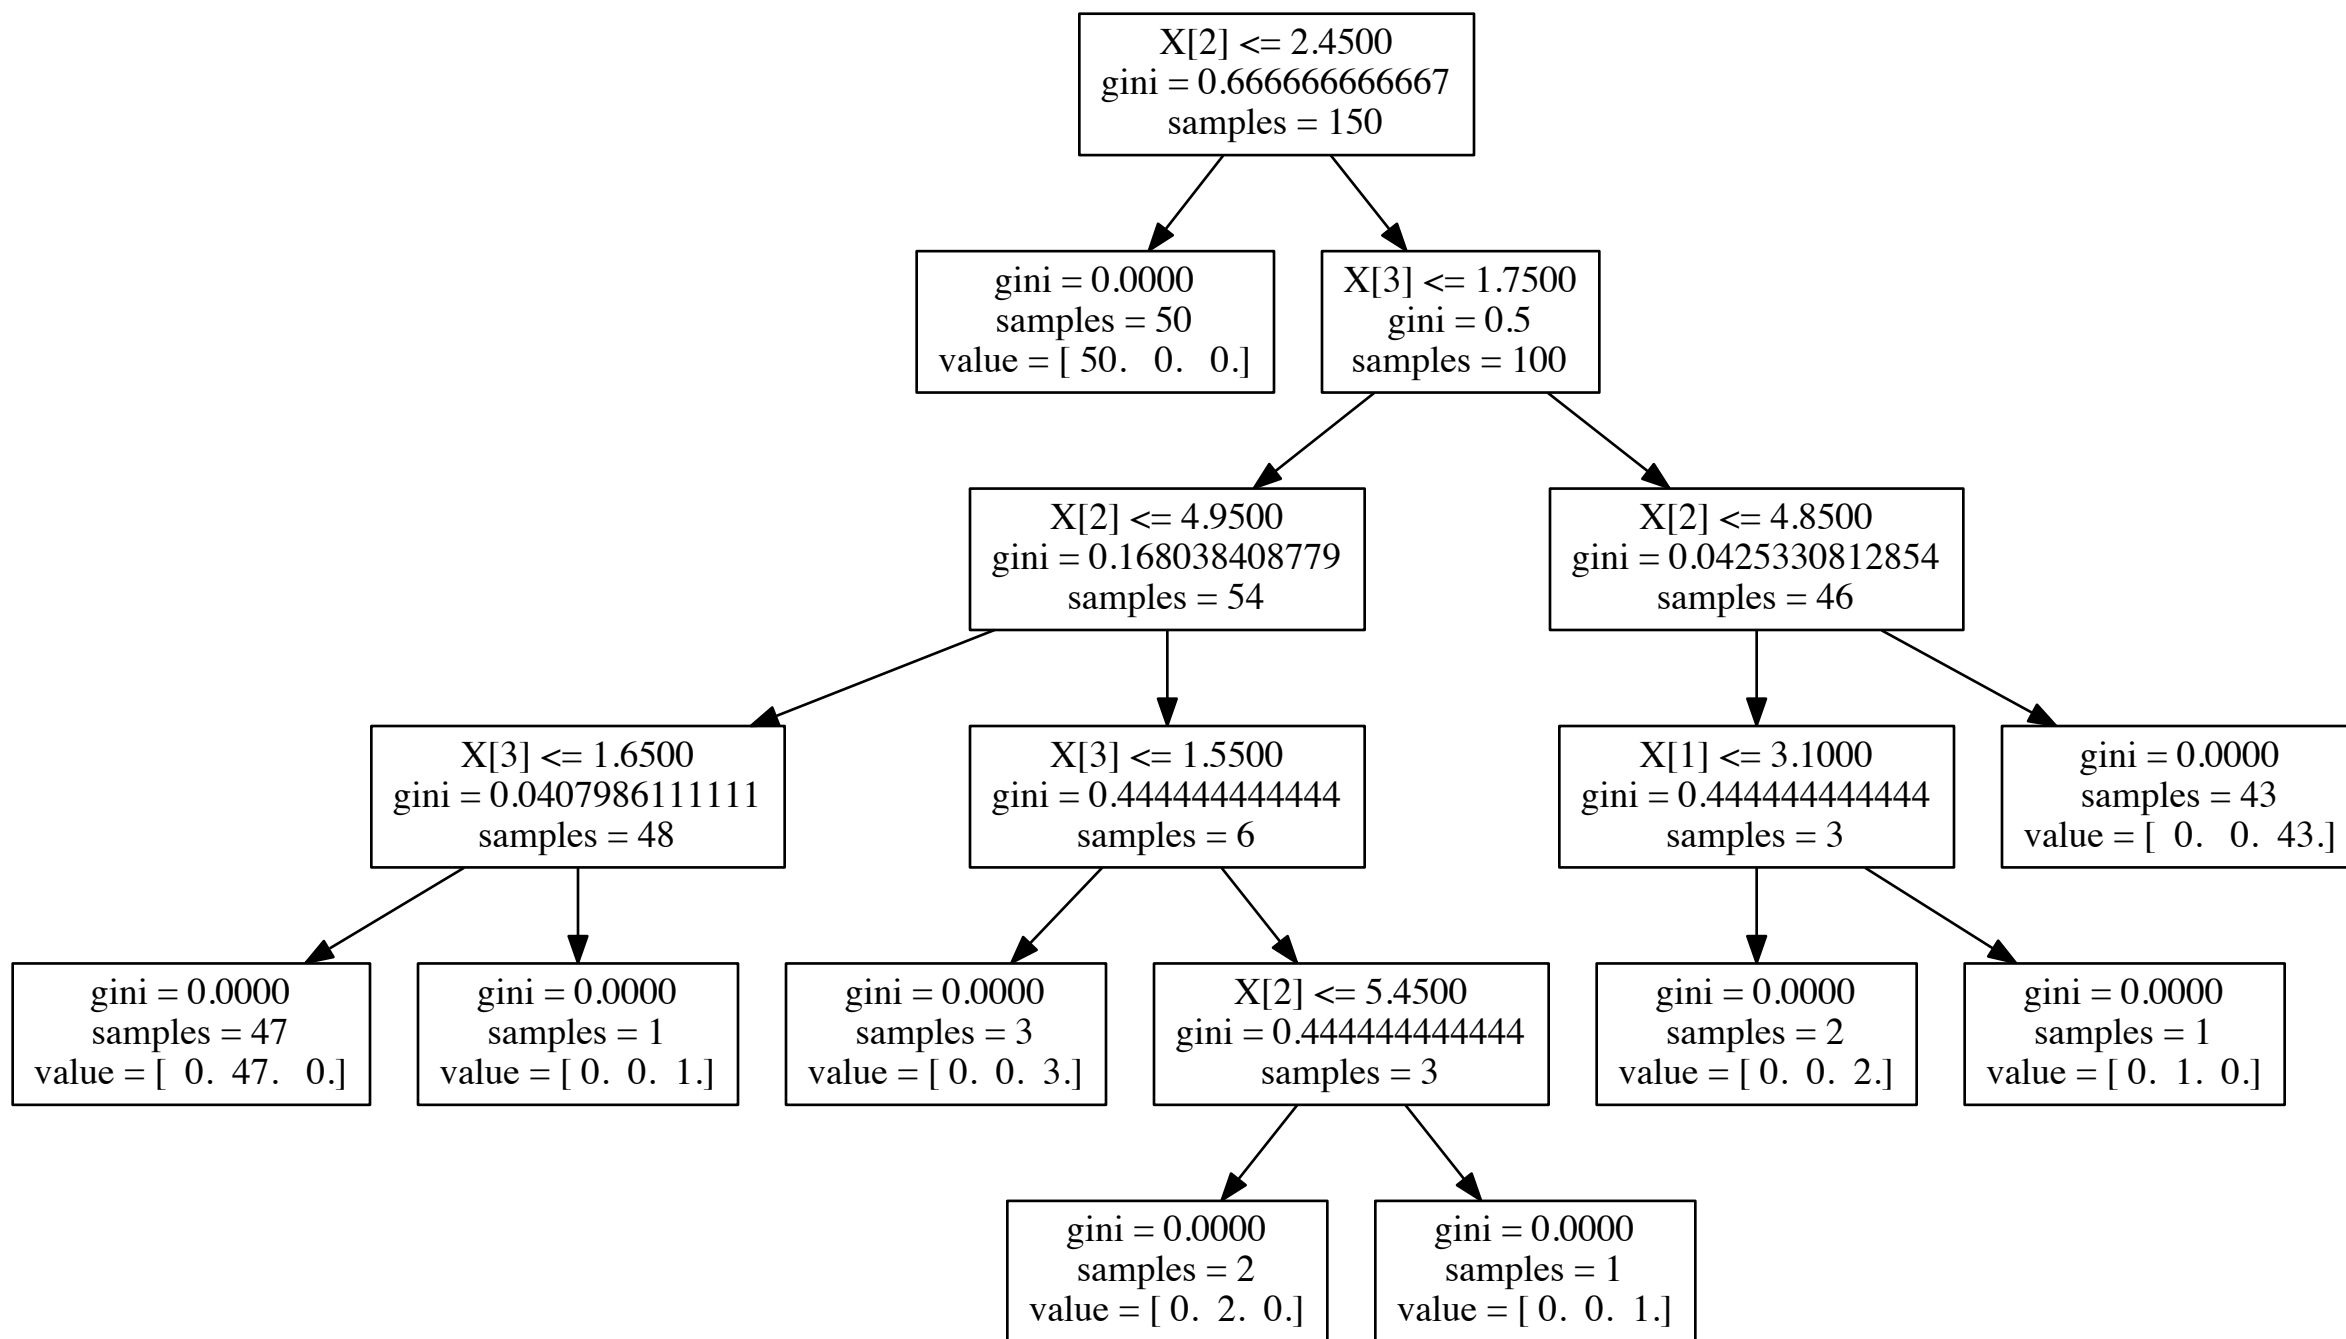 X[2] <= 2.4500
gini = 0.666666666667
samples = 150
gini = 0.0000
samples = 50
value = [ 50.   0.   0.]
X[3] <= 1.7500
gini = 0.5
samples = 100
X[2] <= 4.9500
gini = 0.168038408779
samples = 54
X[2] <= 4.8500
gini = 0.0425330812854
samples = 46
X[3] <= 1.6500
gini = 0.0407986111111
samples = 48
X[3] <= 1.5500
gini = 0.444444444444
samples = 6
X[1] <= 3.1000
gini = 0.444444444444
samples = 3
gini = 0.0000
samples = 43
value = [  0.   0.  43.]
gini = 0.0000
samples = 47
value = [  0.  47.   0.]
gini = 0.0000
samples = 1
value = [ 0.  0.  1.]
gini = 0.0000
samples = 3
value = [ 0.  0.  3.]
X[2] <= 5.4500
gini = 0.444444444444
samples = 3
gini = 0.0000
samples = 2
value = [ 0.  0.  2.]
gini = 0.0000
samples = 1
value = [ 0.  1.  0.]
gini = 0.0000
samples = 2
value = [ 0.  2.  0.]
gini = 0.0000
samples = 1
value = [ 0.  0.  1.]